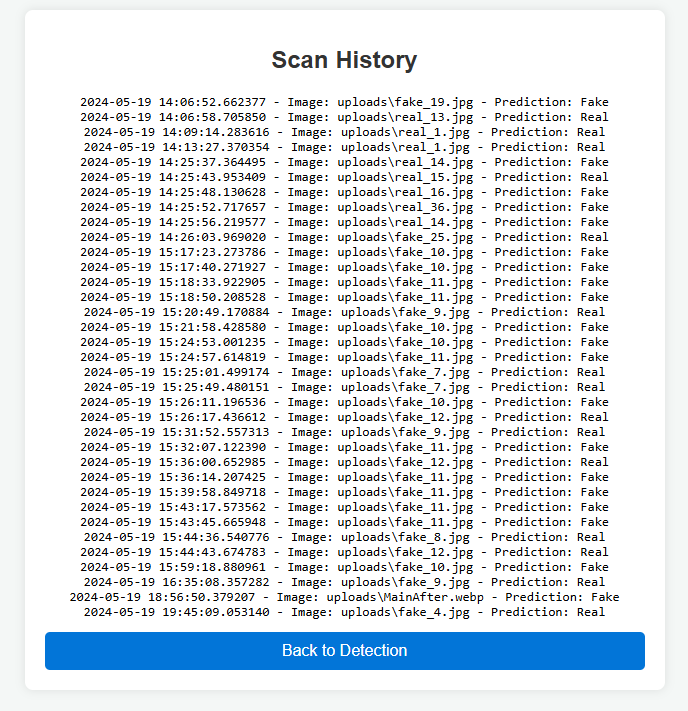 Scan History
2024-05-19 14:06:52.662377 - Image: uploads\fake_19.jpg - Prediction: Fake
2024-05-19 14:06:58.705850 - Image: uploads\real_13.jpg - Prediction: Real
2024-05-19 14:09:14.283616 - Image: uploads\real_1.jpg - Prediction: Real
2024-05-19 14:13:27.370354 - Image: uploads\real_1.jpg - Prediction: Real
2024-05-19 14:25:37.364495 - Image: uploads\real_14.jpg - Prediction: Fake
2024-05-19 14:25:43.953409 - Image: uploads\real_15.jpg - Prediction: Real
2024-05-19 14:25:48.130628 - Image: uploads\real_16.jpg - Prediction: Fake
2024-05-19 14:25:52.717657 - Image: uploads\real_36.jpg - Prediction: Fake
2024-05-19 14:25:56.219577 - Image: uploads\real_14.jpg - Prediction: Fake
2024-05-19 14:26:03.969020 - Image: uploads\fake_25.jpg - Prediction: Real
2024-05-19 15:17:23.273786 - Image: uploads\fake_10.jpg - Prediction: Fake
2024-05-19 15:17:40.271927 - Image: uploads\fake_10.jpg - Prediction: Fake
2024-05-19 15:18:33.922905 - Image: uploads\fake_11.jpg - Prediction: Fake
2024-05-19 15:18:50.208528 - Image: uploads\fake_11.jpg - Prediction: Fake
2024-05-19 15:20:49.170884 - Image: uploads\fake_9.jpg - Prediction: Real
2024-05-19 15:21:58.428580 - Image: uploads\fake_10.jpg - Prediction: Fake
2024-05-19 15:24:53.001235 - Image: uploads\fake_10.jpg - Prediction: Fake
2024-05-19 15:24:57.614819 - Image: uploads\fake_11.jpg - Prediction: Fake
2024-05-19 15:25:01.499174 - Image: uploads\fake_7.jpg - Prediction: Real
2024-05-19 15:25:49.480151 - Image: uploads\fake_7.jpg - Prediction: Real
2024-05-19 15:26:11.196536 - Image: uploads\fake_10.jpg - Prediction: Fake
2024-05-19 15:26:17.436612 - Image: uploads\fake_12.jpg - Prediction: Real
2024-05-19 15:31:52.557313 - Image: uploads\fake_9.jpg - Prediction: Real
2024-05-19 15:32:07.122390 - Image: uploads\fake_11.jpg - Prediction: Fake
2024-05-19 15:36:00.652985 - Image: uploads\fake_12.jpg - Prediction: Real
2024-05-19 15:36:14.207425 - Image: uploads\fake_11.jpg - Prediction: Fake
2024-05-19 15:39:58.849718 - Image: uploads\fake_11.jpg - Prediction: Fake
2024-05-19 15:43:17.573562 - Image: uploads\fake_11.jpg - Prediction: Fake
2024-05-19 15:43:45.665948 - Image: uploads\fake_11.jpg - Prediction: Fake
2024-05-19 15:44:36.540776 - Image: uploads\fake_8.jpg - Prediction: Real
2024-05-19 15:44:43.674783 - Image: uploads\fake_12.jpg - Prediction: Real
2024-05-19 15:59:18.880961 - Image: uploads\fake_10.jpg - Prediction: Fake
2024-05-19 16:35:08.357282 - Image: uploads\fake_9.jpg - Prediction: Real
2024-05-19 18:56:50.379207 - Image: uploads\MainAfter.webp - Prediction: Fake
2024-05-19 19:45:09.053140 - Image: uploads\fake_4.jpg - Prediction: Real
Back to Detection